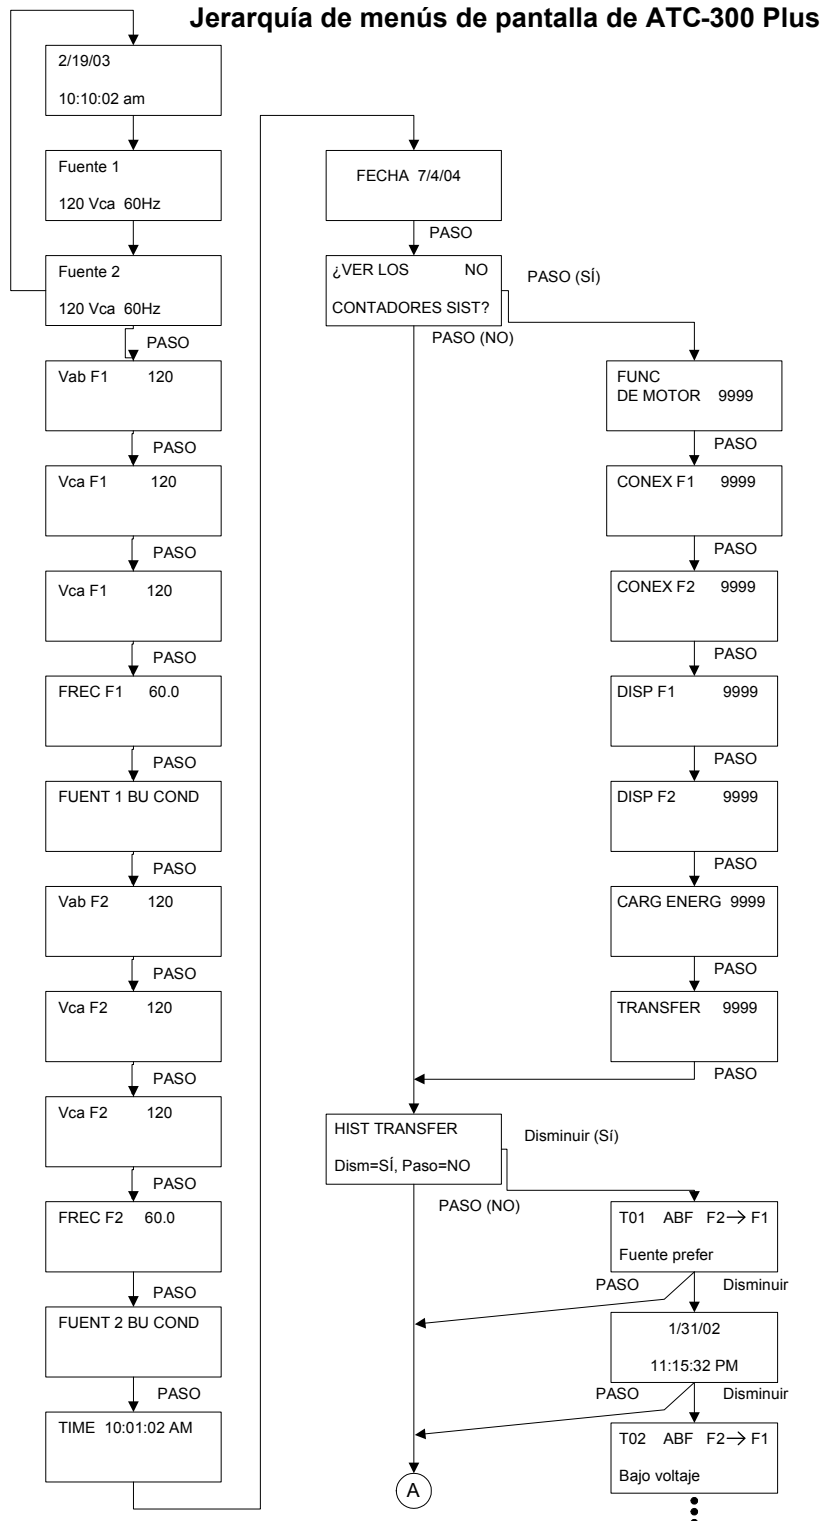 Jerarquía de menús de pantalla de ATC-300 Plus
2/19/03
10:10:02 am
Fuente 1
120 Vca 60Hz
Fuente 2
120 Vca 60Hz
PASO
Vab F1 120
PASO
Vca F1 120
PASO
Vca F1 120
PASO
FREC F1 60.0
PASO
FUENT 1 BU COND
PASO
Vab F2 120
PASO
Vca F2 120
PASO
Vca F2 120
PASO
FREC F2 60.0
PASO
FUENT 2 BU COND
PASO
TIME 10:01:02 AM
FECHA 7/4/04
PASO
¿VER LOS NO
CONTADORES SIST?
PASO (SÍ)
PASO (NO)
FUNC
DE MOTOR 9999
PASO
CONEX F1 9999
PASO
CONEX F2 9999
PASO
DISP F1 9999
PASO
DISP F2 9999
PASO
CARG ENERG 9999
PASO
TRANSFER 9999
PASO
HIST TRANSFER
Dism=SÍ, Paso=NO
Disminuir (Sí)
PASO (NO)
T01 ABF F2→F1
Fuente prefer
PASO Disminuir
1/31/02
11:15:32 PM
PASO Disminuir
T02 ABF F2→F1
Bajo voltaje
A